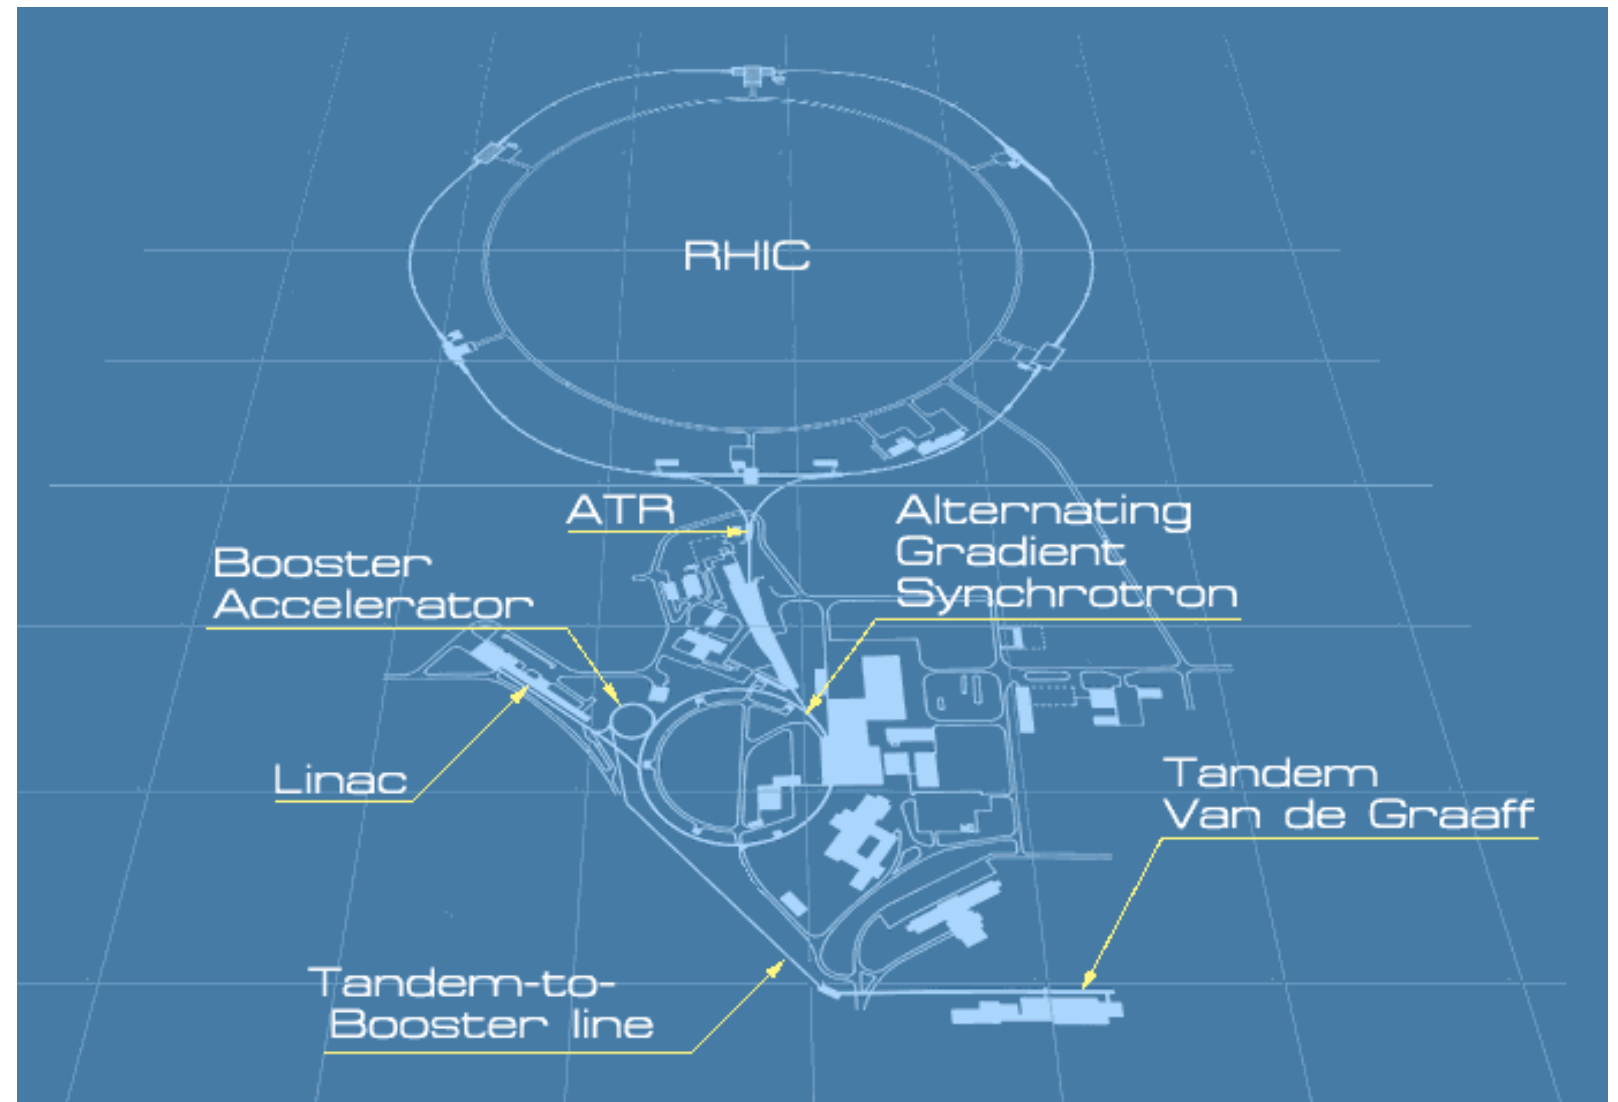 RHIC
ATR
Alternating
Gradient
Synchrotron
Booster
Accelerator
Linac
Tandem
Van de Graaff
Tandem-to-
Booster line